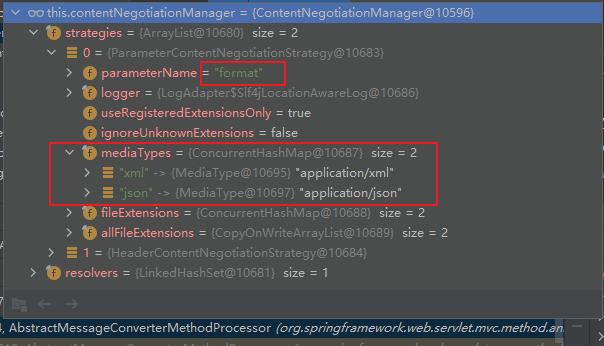 this.contentNegotiationManager = {ContentNegotiationManager@10596}
strategies = {ArrayList@10680} size = 2
0 = {ParameterContentNegotiationStrategy@10683}
parameterName = "format"
logger = {LogAdapter$Slf4jLocationAwareLog@10686}
useRegisteredExtensionsOnly = true
ignoreUnknownExtensions = false
mediaTypes = {ConcurrentHashMap@10687} size = 2
"xml" -> {MediaType@10695} "application/xml"
"json" -> {MediaType@10697} "application/json"
fileExtensions = {ConcurrentHashMap@10688} size = 2
allFileExtensions = {CopyOnWriteArrayList@10689} size = 2
1 = {HeaderContentNegotiationStrategy@10684}
resolvers = {LinkedHashSet@10681} size = 1
4, AbstractMessageConverterMethodProcessor (org.springframework.web.servlet.mvc.method.an